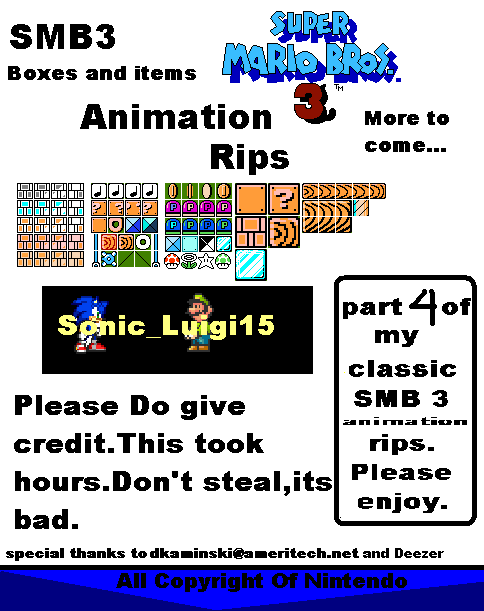 SMB3
Boxes and items
SUPER
MARIO BROS.
3 TM
Animation
Rips
More to
come...
? ? ? ?
?
P P P P
P P P P
Sonic_Luigi15
part 4 of
my
classic
SMB 3
animation
rips.
Please
enjoy.
Please Do give
credit.This took
hours.Don't steal,its
bad.
special thanks to dkaminski@ameritech.net and Deezer
All Copyright Of Nintendo